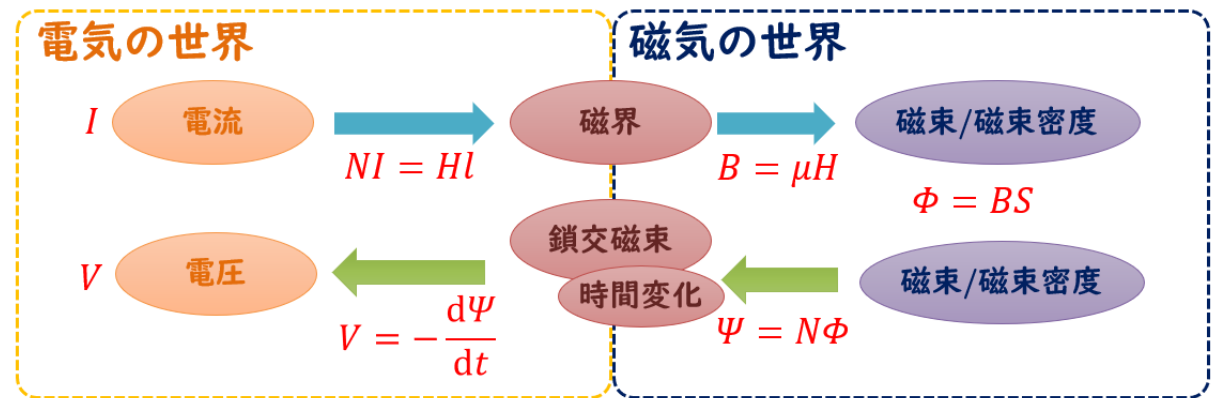 電気の世界
磁気の世界
I
電流
NI = Hl
磁界
B = μH
磁束/磁束密度
Φ = BS
V
電圧
V = −dΨ/dt
鎖交磁束
時間変化
Ψ = NΦ
磁束/磁束密度